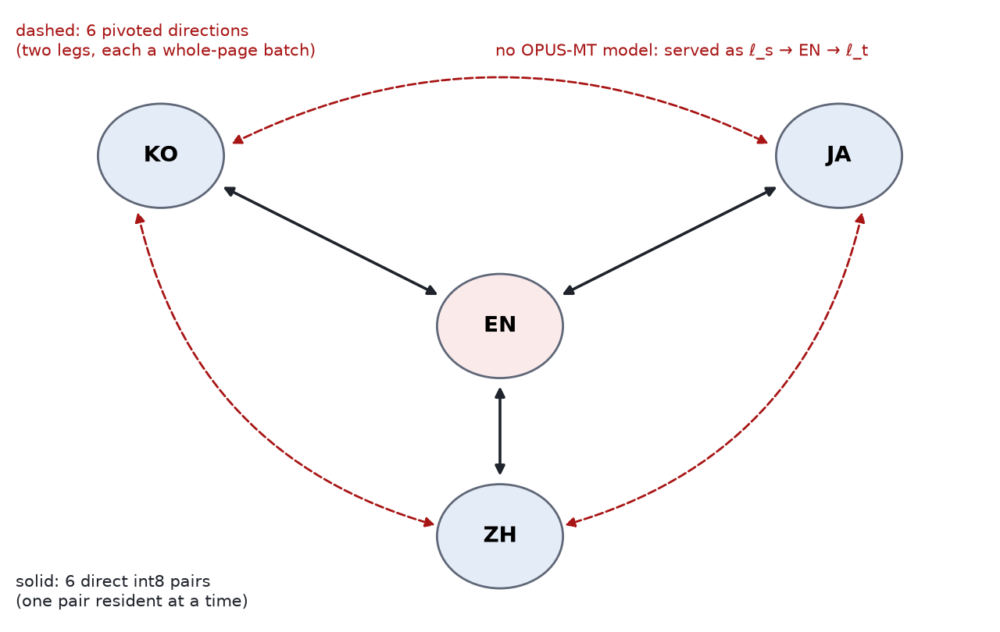 dashed: 6 pivoted directions
(two legs, each a whole-page batch)
no OPUS-MT model: served as ℓ_s → EN → ℓ_t
KO
JA
EN
ZH
solid: 6 direct int8 pairs
(one pair resident at a time)